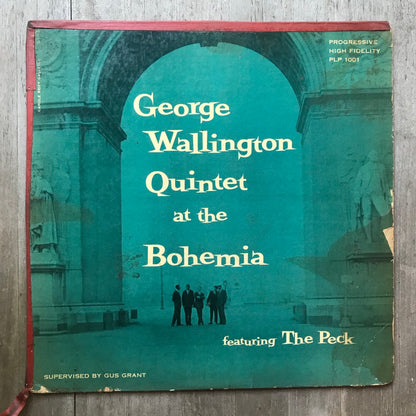 PROGRESSIVE
HIGH FIDELITY
PLP 1001
George
Wallington
Quintet
at the
Bohemia
featuring The Peck
SUPERVISED BY GUS GRANT